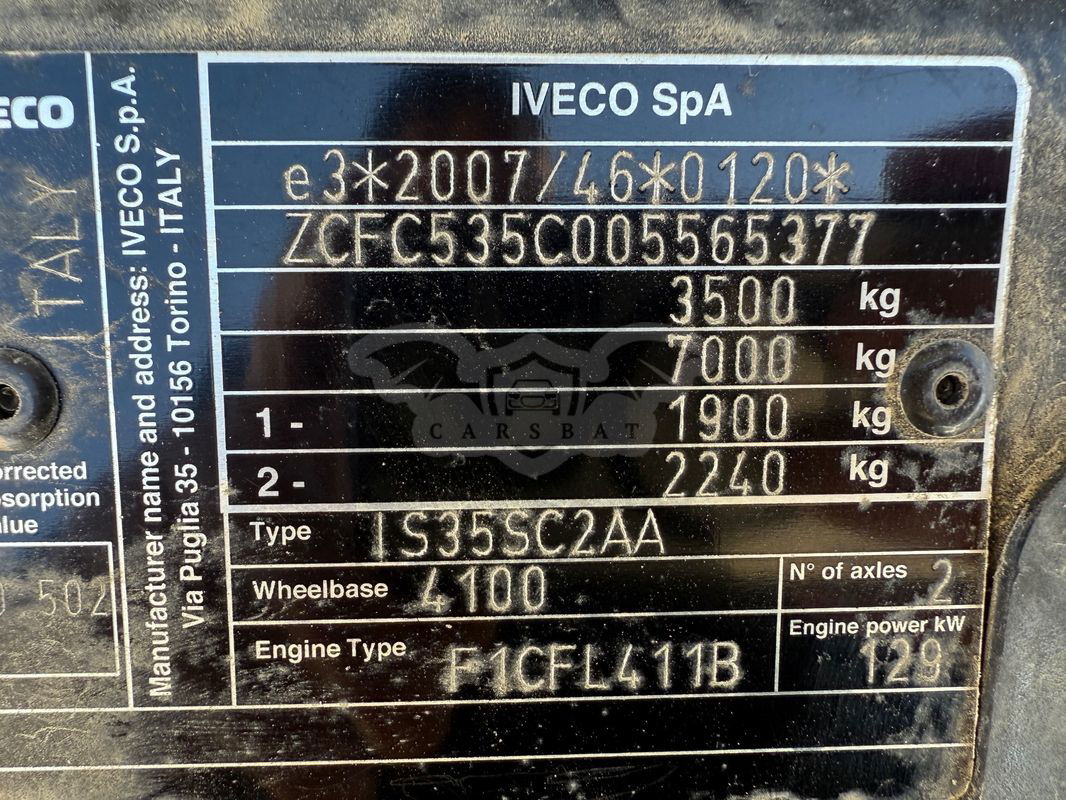 ECO
ITALY
orrected
sorption
alue
0 502
Manufacturer name and address: IVECO S.p.A.
Via Puglia 35 - 10156 Torino - ITALY
IVECO SpA
e3*2007/46*0120*
ZCFC535C005565377
3500 kg
7000 kg
1- 1900 kg
2- 2240 kg
CARSBAT
Type IS35SC2AA
Wheelbase 4100
N° of axles 2
Engine Type F1CFL411B
Engine power kW
129